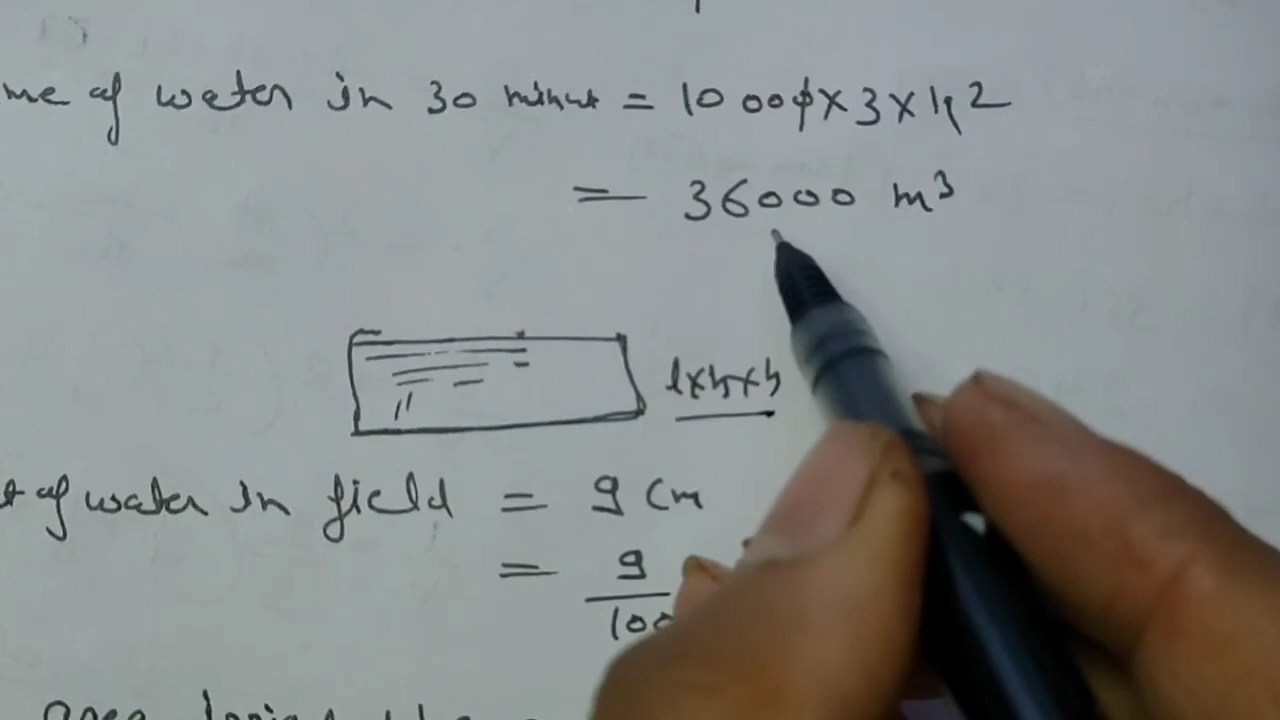 me of water in 30 minut = 10000×3×1.2
= 36000 m³
l×b×h
t of water in field = 9 cm
= 9/100